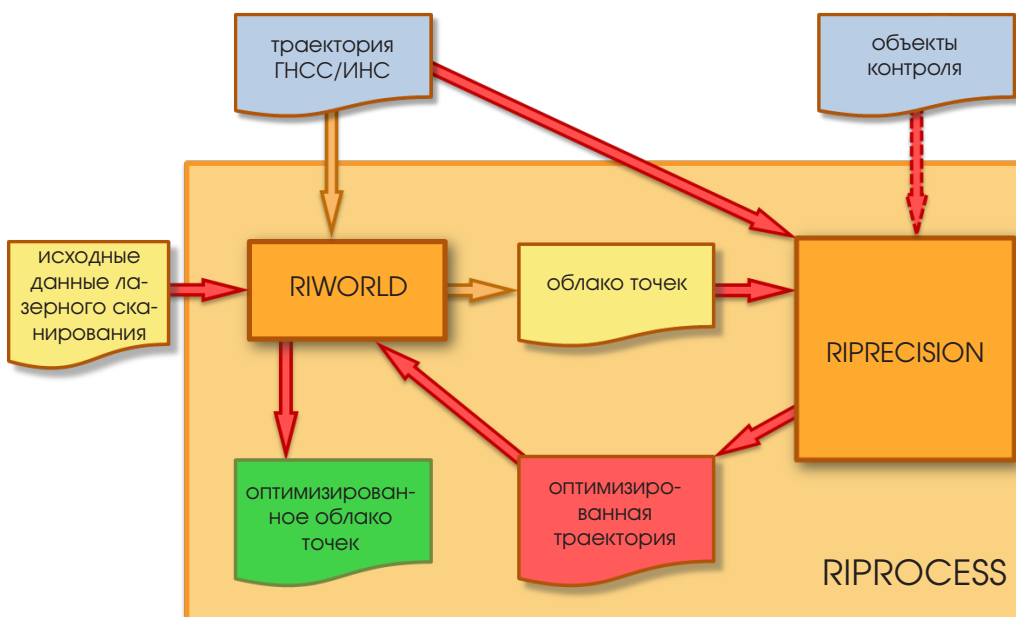 траектория
ГНСС/ИНС
объекты
контроля
исходные
данные ла-
зерного ска-
нирования
RIWORLD
облако точек
RIPRECISION
оптимизирован-
ное облако
точек
оптимизиро-
ванная
траектория
RIPROCESS